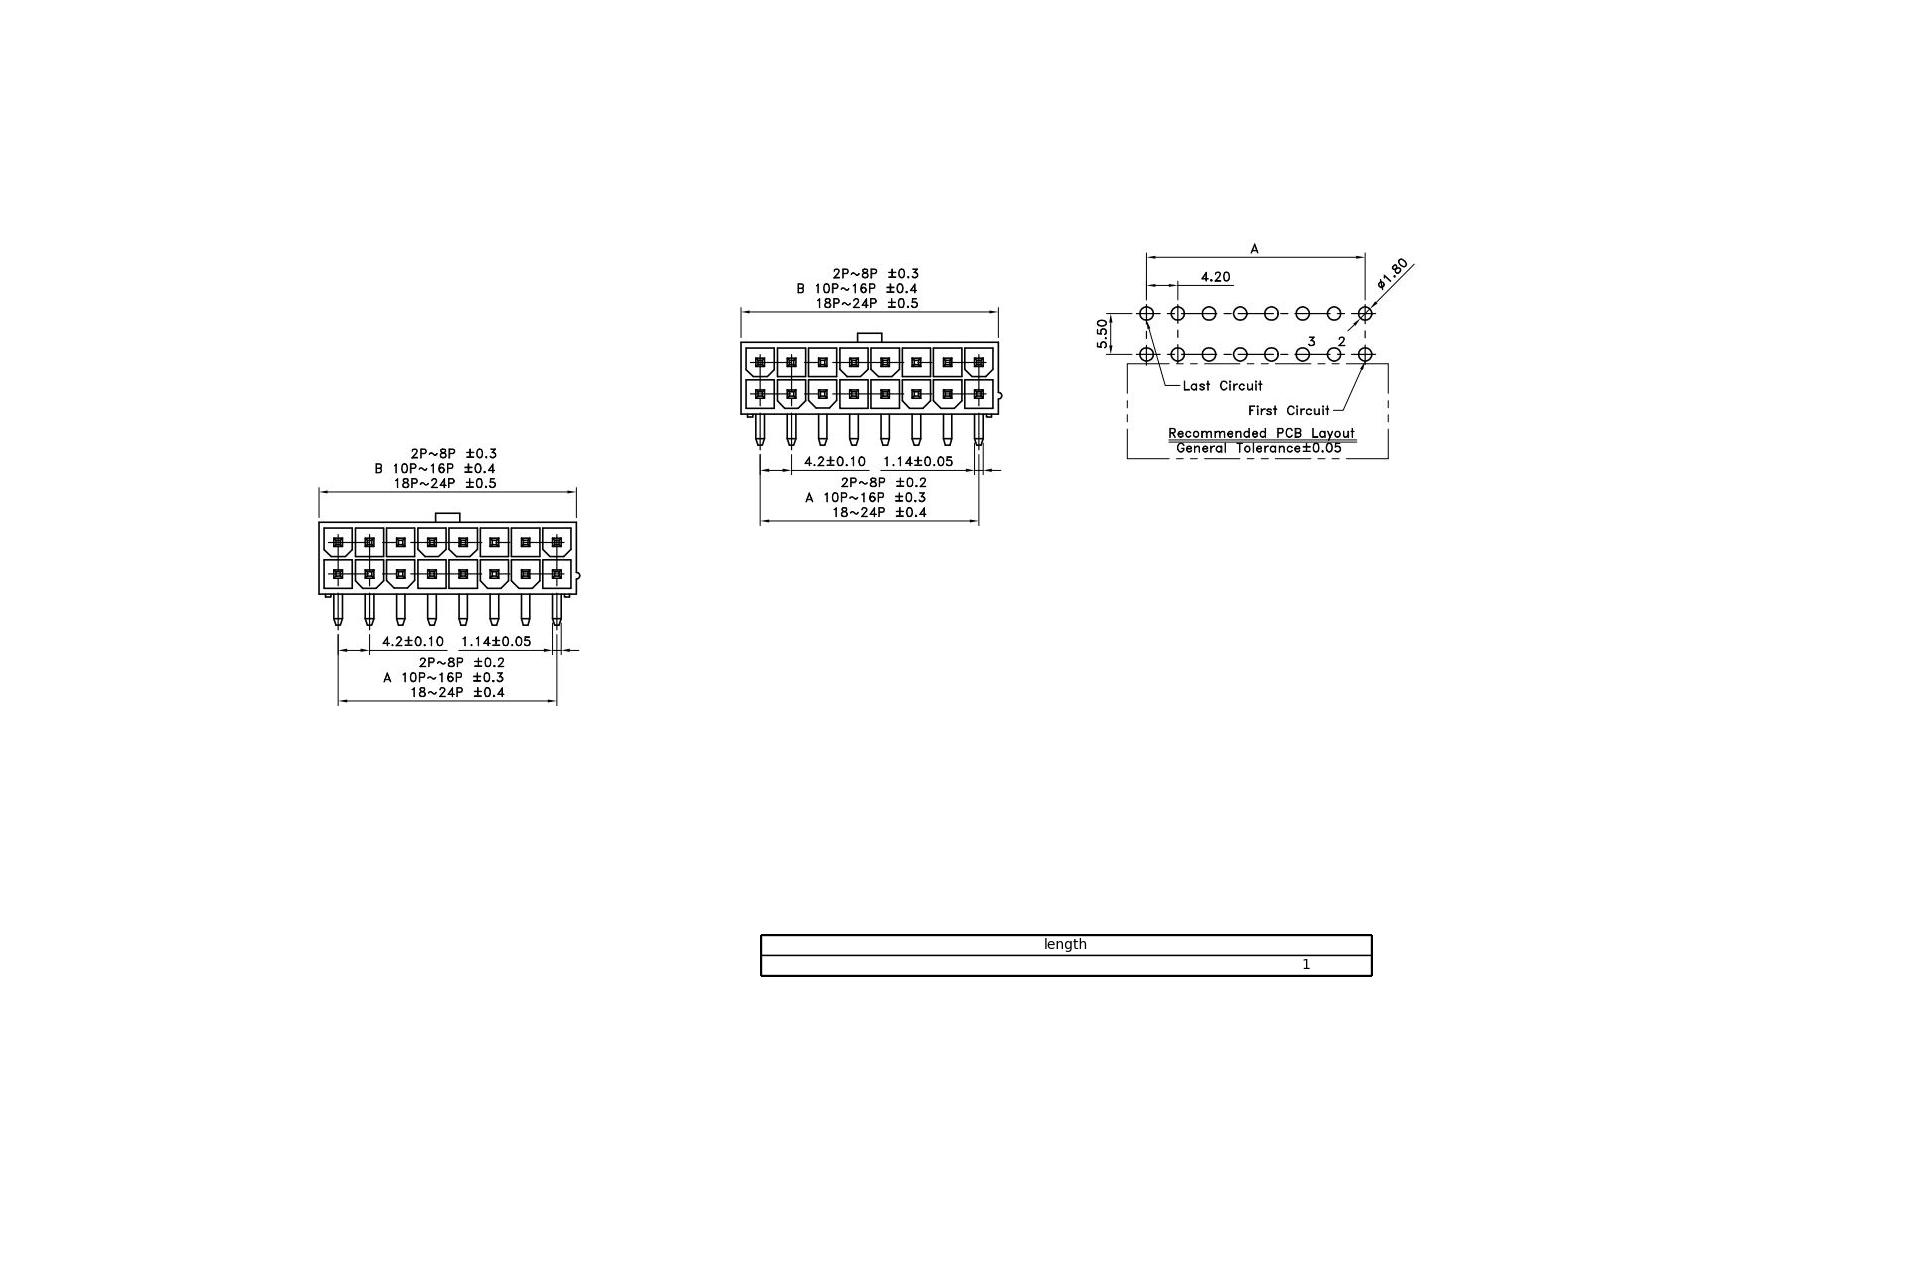 A
4.20
ø1.80
5.50
3 2
Last Circuit
First Circuit
Recommended PCB Layout
General Tolerance±0.05
2P~8P ±0.3
B 10P~16P ±0.4
18P~24P ±0.5
4.2±0.10 1.14±0.05
2P~8P ±0.2
A 10P~16P ±0.3
18~24P ±0.4
2P~8P ±0.3
B 10P~16P ±0.4
18P~24P ±0.5
4.2±0.10 1.14±0.05
2P~8P ±0.2
A 10P~16P ±0.3
18~24P ±0.4
length
1